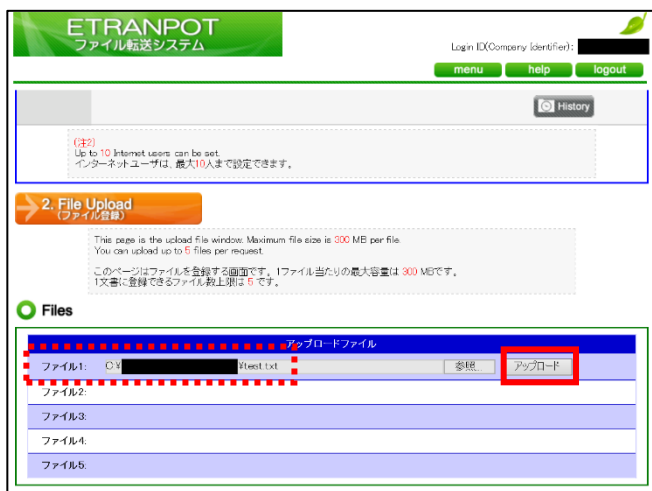 ETRANPOT
ファイル転送システム
Login ID(Company Identifier):
menu help logout
History
(注2)
Up to 10 Internet users can be set.
インターネットユーザは、最大10人まで設定できます。
2. File Upload
(ファイル登録)
This page is the upload file window. Maximum file size is 300 MB per file.
You can upload up to 5 files per request.
このページはファイルを登録する画面です。1ファイル当たりの最大容量は 300 MBです。
1文書に登録できるファイル数上限は 5 です。
Files
アップロードファイル
ファイル1: C:¥ ¥test.txt 参照... アップロード
ファイル2:
ファイル3:
ファイル4:
ファイル5: